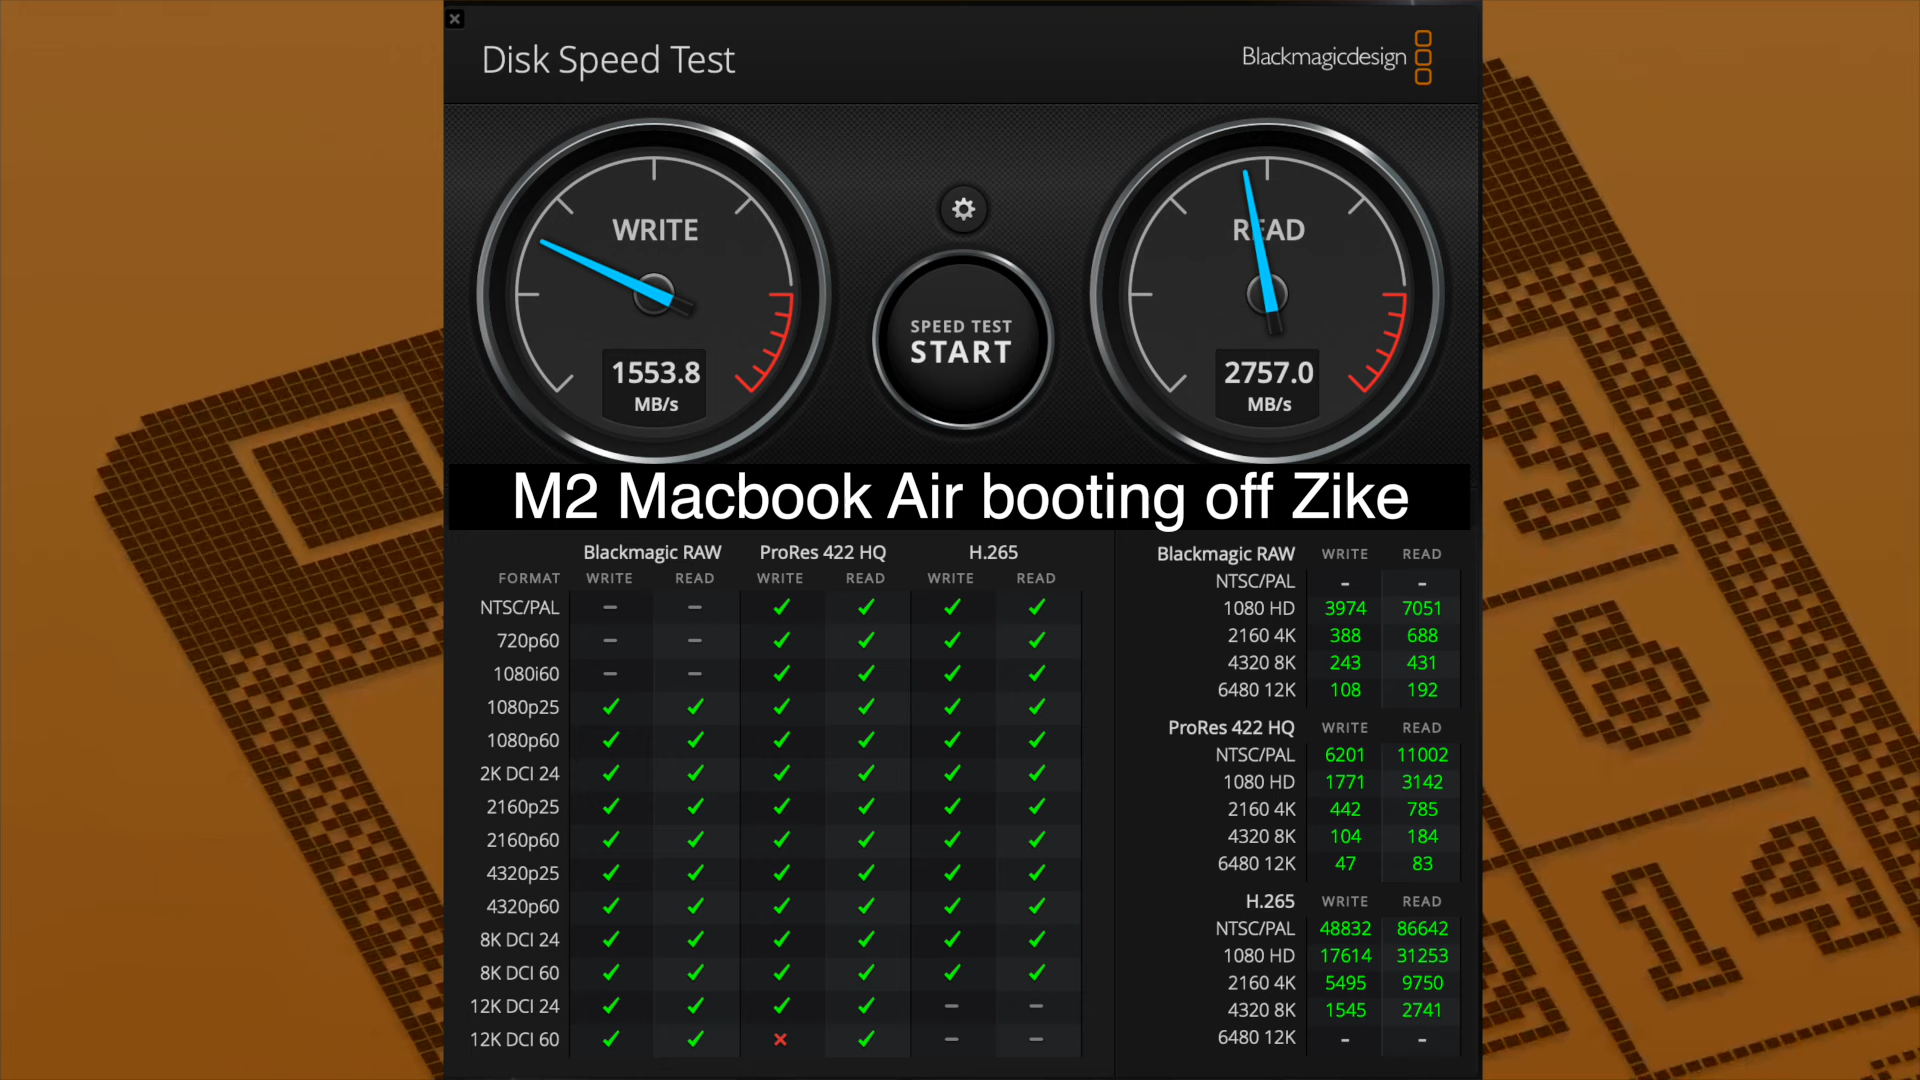 Disk Speed Test
Blackmagicdesign
WRITE
1553.8
MB/s
SPEED TEST
START
READ
2757.0
MB/s
M2 Macbook Air booting off Zike
Blackmagic RAW ProRes 422 HQ H.265
FORMAT WRITE READ WRITE READ WRITE READ
NTSC/PAL – – ✓ ✓ ✓ ✓
720p60 – – ✓ ✓ ✓ ✓
1080i60 – – ✓ ✓ ✓ ✓
1080p25 ✓ ✓ ✓ ✓ ✓ ✓
1080p60 ✓ ✓ ✓ ✓ ✓ ✓
2K DCI 24 ✓ ✓ ✓ ✓ ✓ ✓
2160p25 ✓ ✓ ✓ ✓ ✓ ✓
2160p60 ✓ ✓ ✓ ✓ ✓ ✓
4320p25 ✓ ✓ ✓ ✓ ✓ ✓
4320p60 ✓ ✓ ✓ ✓ ✓ ✓
8K DCI 24 ✓ ✓ ✓ ✓ ✓ ✓
8K DCI 60 ✓ ✓ ✓ ✓ ✓ ✓
12K DCI 24 ✓ ✓ ✓ ✓ – –
12K DCI 60 ✓ ✓ ✗ ✓ – –
Blackmagic RAW WRITE READ
NTSC/PAL - -
1080 HD 3974 7051
2160 4K 388 688
4320 8K 243 431
6480 12K 108 192
ProRes 422 HQ WRITE READ
NTSC/PAL 6201 11002
1080 HD 1771 3142
2160 4K 442 785
4320 8K 104 184
6480 12K 47 83
H.265 WRITE READ
NTSC/PAL 48832 86642
1080 HD 17614 31253
2160 4K 5495 9750
4320 8K 1545 2741
6480 12K - -
3
6
14